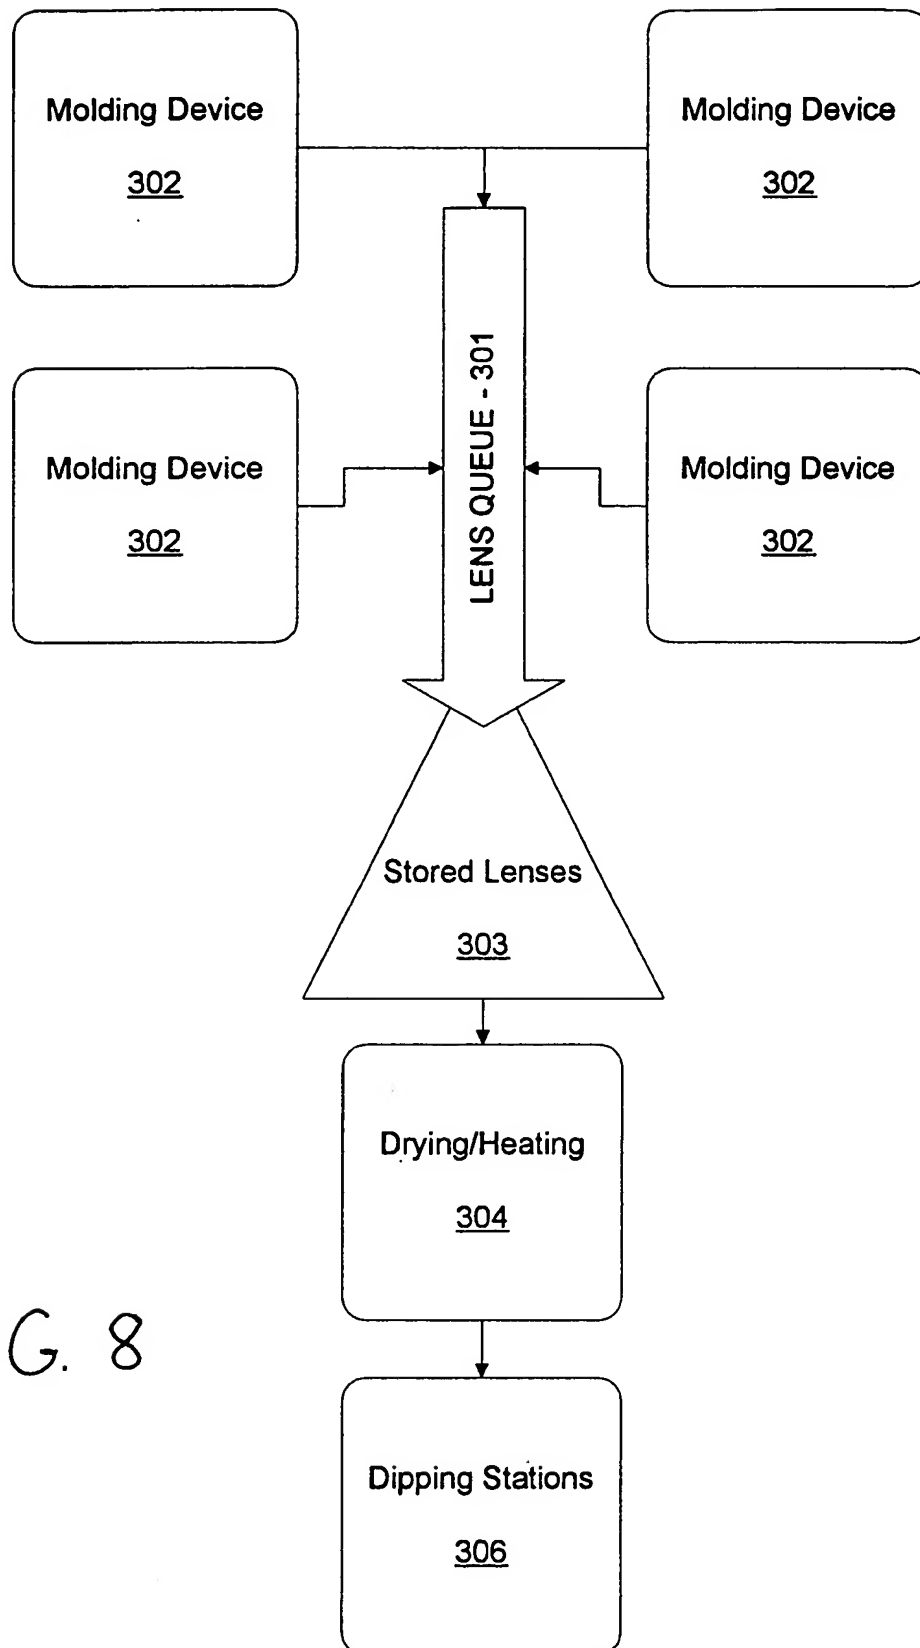 Molding Device
302
Molding Device
302
LENS QUEUE - 301
Molding Device
302
Molding Device
302
Stored Lenses
303
Drying/Heating
304
G. 8
Dipping Stations
306